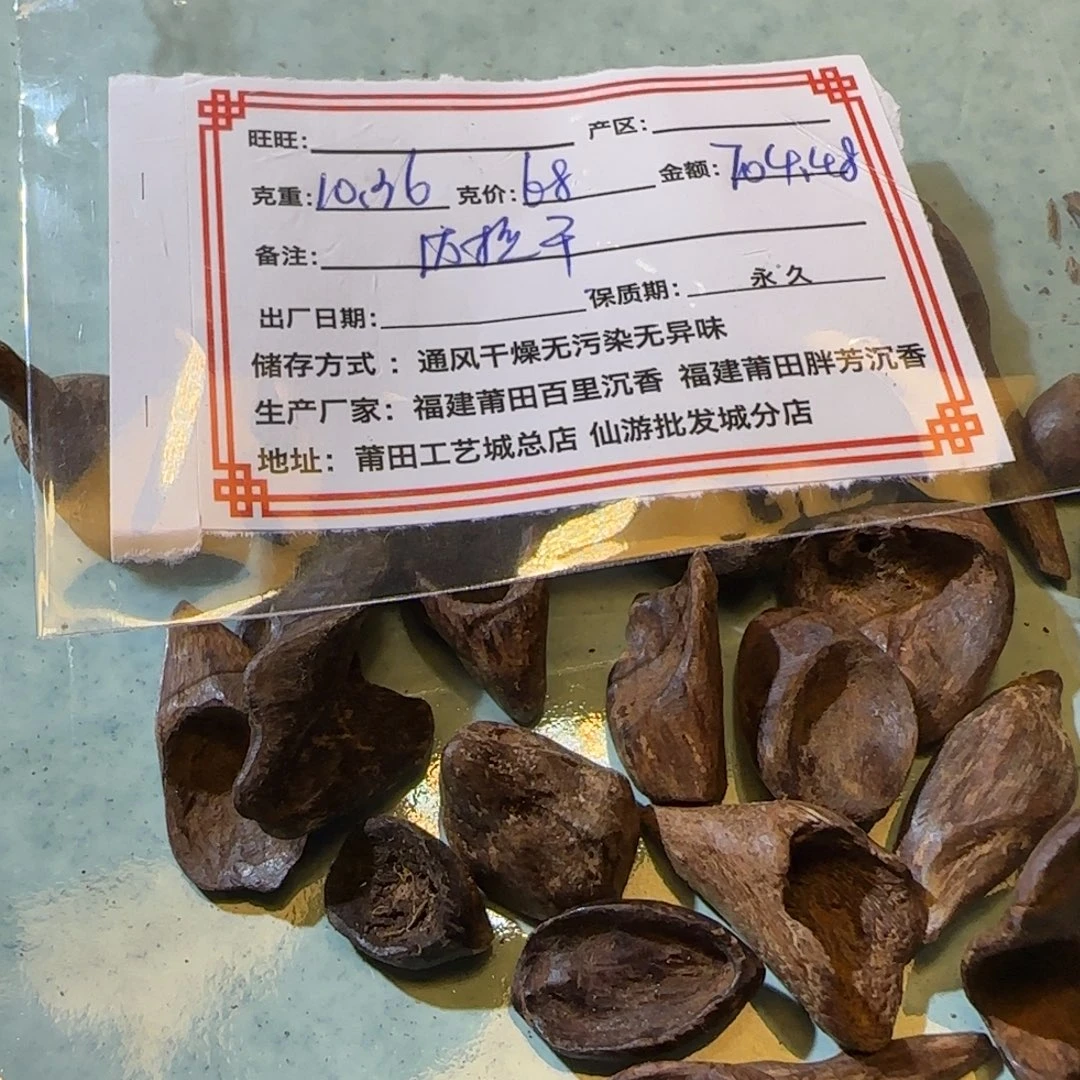 旺旺: 产区:
克重:10.36 克价:68 金额:704.48
备注: 干
出厂日期: 保质期: 永久
储存方式 : 通风干燥无污染无异味
生产厂家: 福建莆田百里沉香 福建莆田胖芳沉香
地址: 莆田工艺城总店 仙游批发城分店